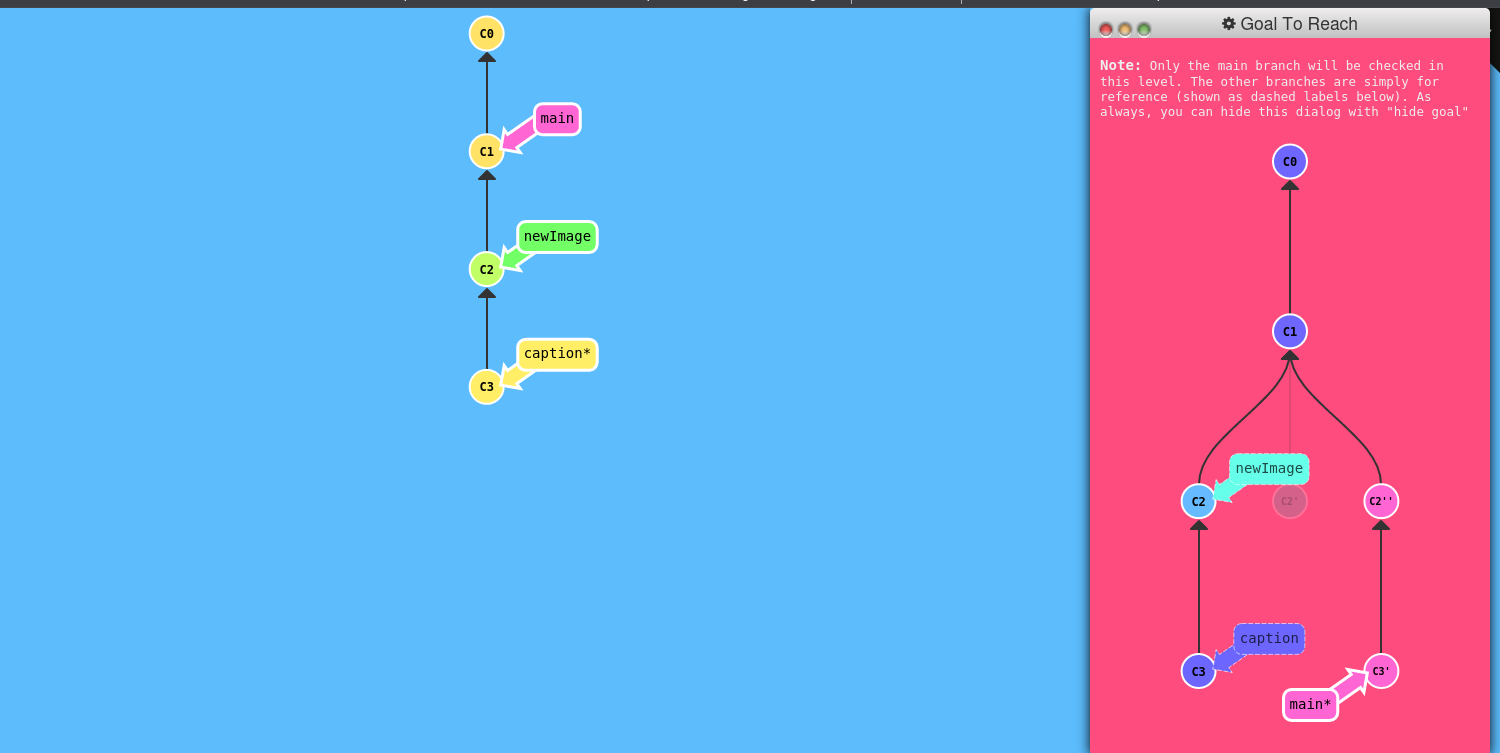 C0
main
C1
newImage
C2
caption*
C3
Goal To Reach
Note: Only the main branch will be checked in
this level. The other branches are simply for
reference (shown as dashed labels below). As
always, you can hide this dialog with "hide goal"
C0
C1
newImage
C2
C2'
C2''
caption
C3
C3'
main*